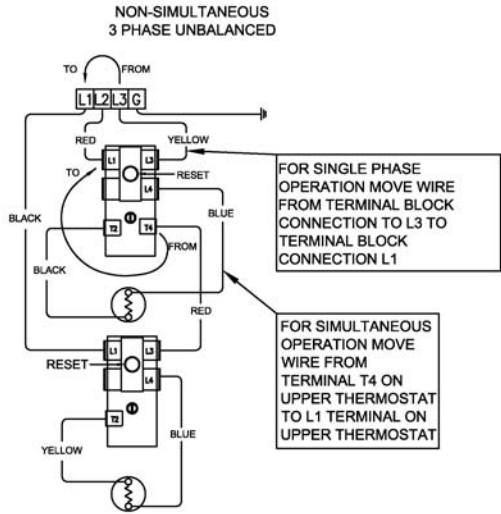 NON-SIMULTANEOUS
3 PHASE UNBALANCED
TO FROM
L1 L2 L3 G
RED YELLOW
TO
L1 L3
RESET
L4
BLACK
BLUE
T2 T4
FROM
BLACK
RED
FOR SINGLE PHASE
OPERATION MOVE WIRE
FROM TERMINAL BLOCK
CONNECTION TO L3 TO
TERMINAL BLOCK
CONNECTION L1
L1 L3
RESET
L4
T2
YELLOW
BLUE
FOR SIMULTANEOUS
OPERATION MOVE
WIRE FROM
TERMINAL T4 ON
UPPER THERMOSTAT
TO L1 TERMINAL ON
UPPER THERMOSTAT